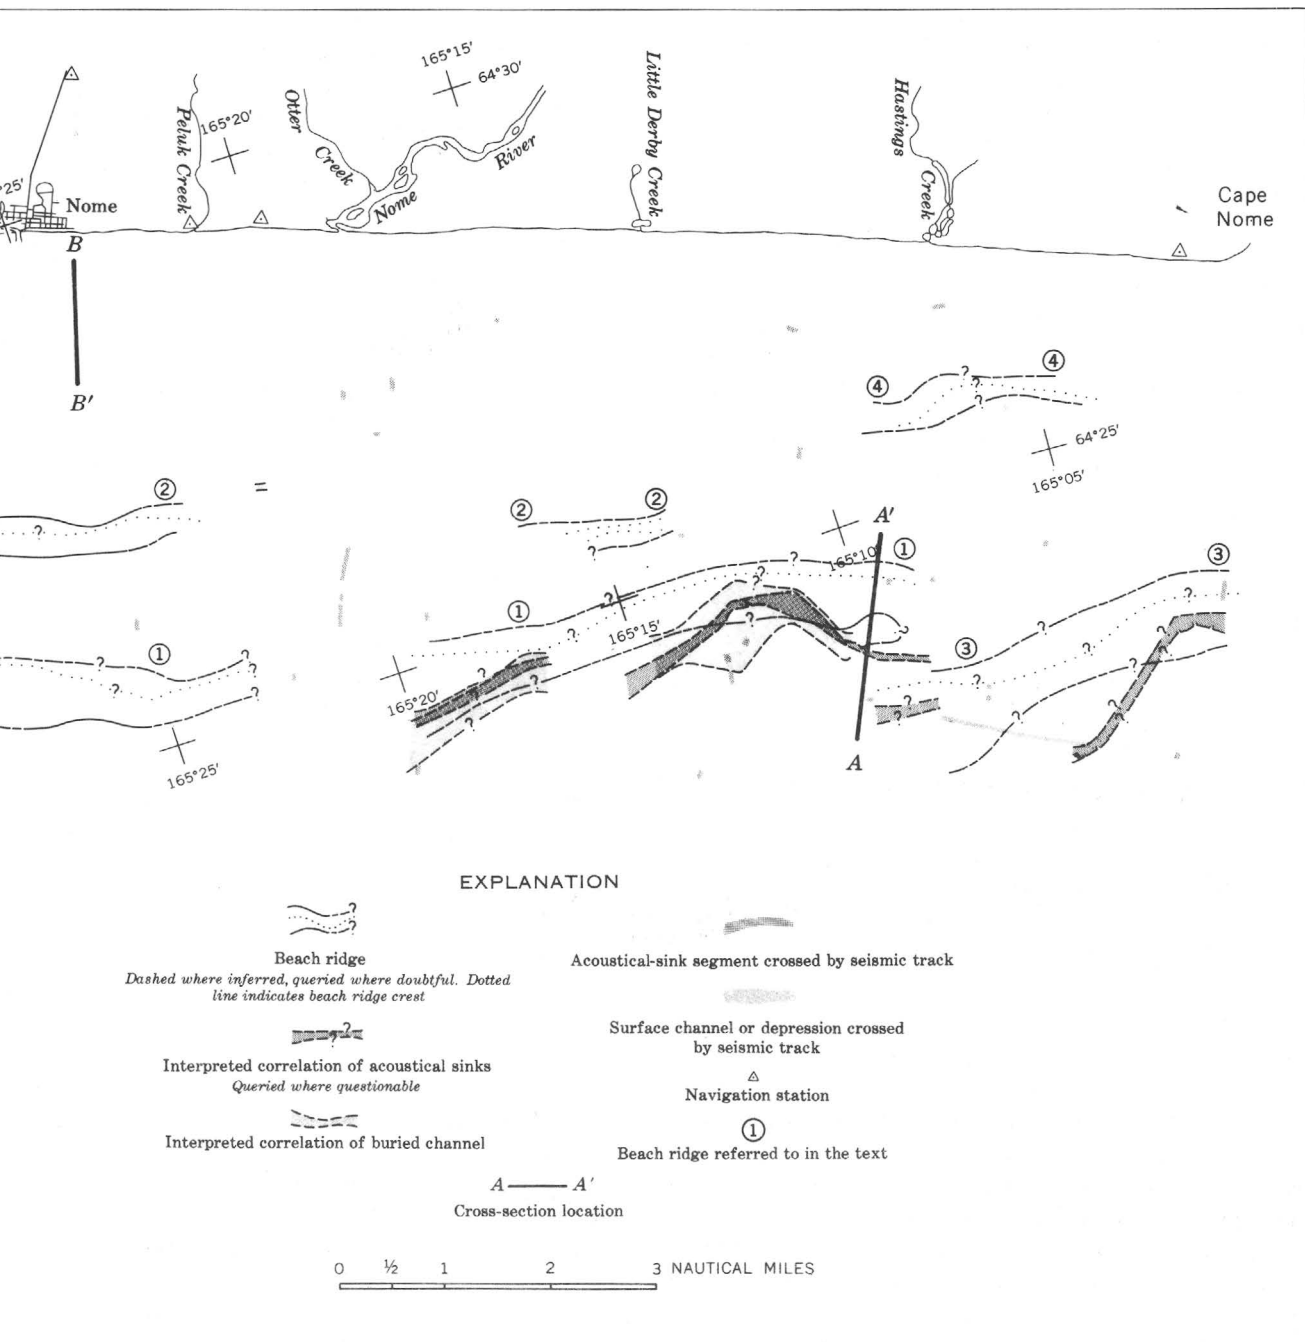 165°15'
64°30'
Peluk Creek
165°20'
Otter
Creek
Nome
River
Little Derby Creek
Hastings
Creek
Cape
Nome
25'
Nome
B
B'
④
④
?
?
?
64°25'
165°05'
②
?
=
②
②
?
A'
165°10'
①
③
①
?
?
?
?
165°15'
?
?
?
③
?
?
?
?
?
①
?
?
?
?
165°25'
165°20'
?
?
?
?
?
?
?
?
?
?
A
EXPLANATION
?
?
Beach ridge
Dashed where inferred, queried where doubtful. Dotted
line indicates beach ridge crest
?
?
Interpreted correlation of acoustical sinks
Queried where questionable
Interpreted correlation of buried channel
Acoustical-sink segment crossed by seismic track
Surface channel or depression crossed
by seismic track
Navigation station
①
Beach ridge referred to in the text
A A'
Cross-section location
0 ½ 1 2 3 NAUTICAL MILES